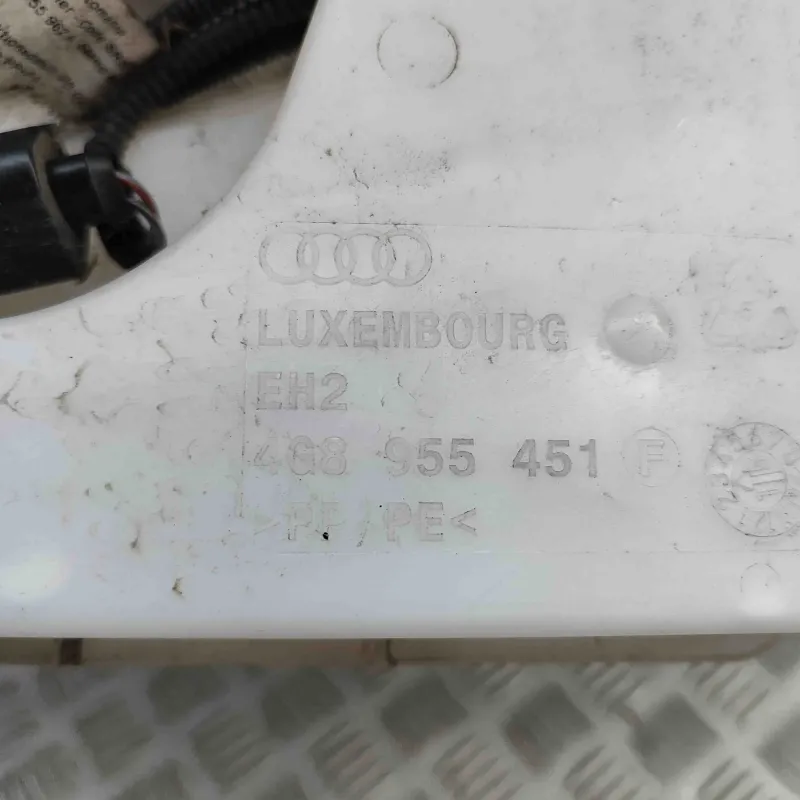 LUXEMBOURG
EH2
4G8 955 451 F
>PP/PE<